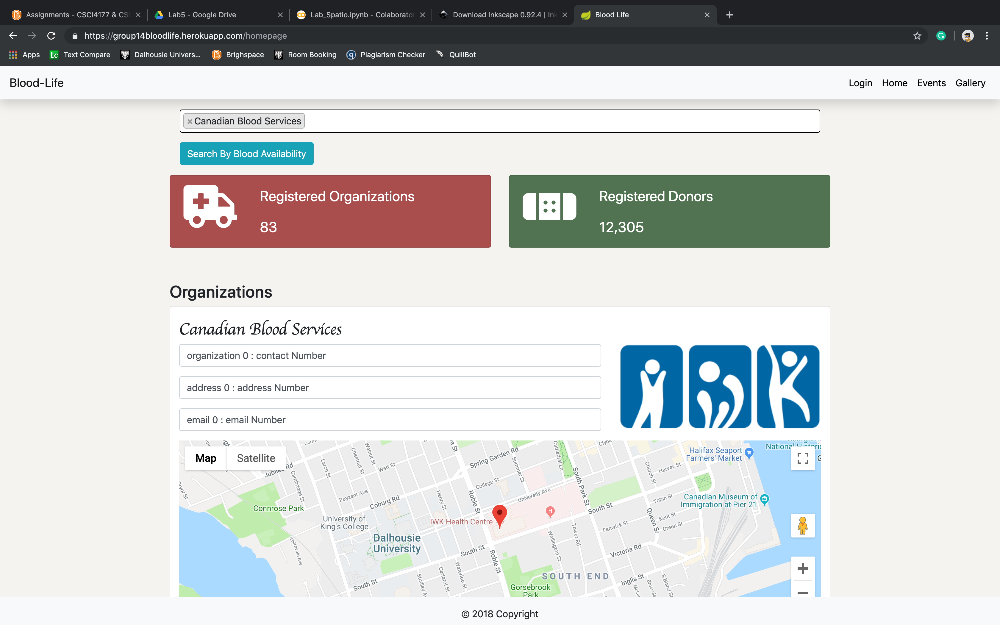 Assignments - CSCI4177 & CS
Lab5 - Google Drive
Lab_Spatio.ipynb - Colaborator
Download Inkscape 0.92.4 | Ink
Blood Life
https://group14bloodlife.herokuapp.com/homepage
Apps
Text Compare
Dalhousie Univers...
Brighspace
Room Booking
Plagiarism Checker
QuillBot
Blood-Life
Login Home Events Gallery
×Canadian Blood Services
Search By Blood Availability
Registered Organizations
83
Registered Donors
12,305
Organizations
Canadian Blood Services
organization 0 : contact Number
address 0 : address Number
email 0 : email Number
Map
Satellite
Jubilee Rd
Cambridge St
Larch St
Chestnut St
Walnut St
Watt St
Payzant Ave
Coburg Rd
Henry St
Robie St
College St
Spring Garden Rd
Summer St
University Ave
Cathedral Ln
South Park St
South St
Clyde
Church St
Harvey St
Halifax Seaport
Farmers' Market
National Historic
Canadian Museum of
Immigration at Pier 21
Tobin St
Kent St
Green St
Queen St
Fenwick St
Victoria Rd
Tower Rd
Wellington St
Connrose Park
University of
King's College
Dalhousie
University
IWK Health Centre
H
Thornvale Ave
South St
South St
Robie St
Waterloo St
Cartaret St
Studley A
SOUTH END
Gorsebrook
Park
Inglis St
Brussels
S Bland St
© 2018 Copyright